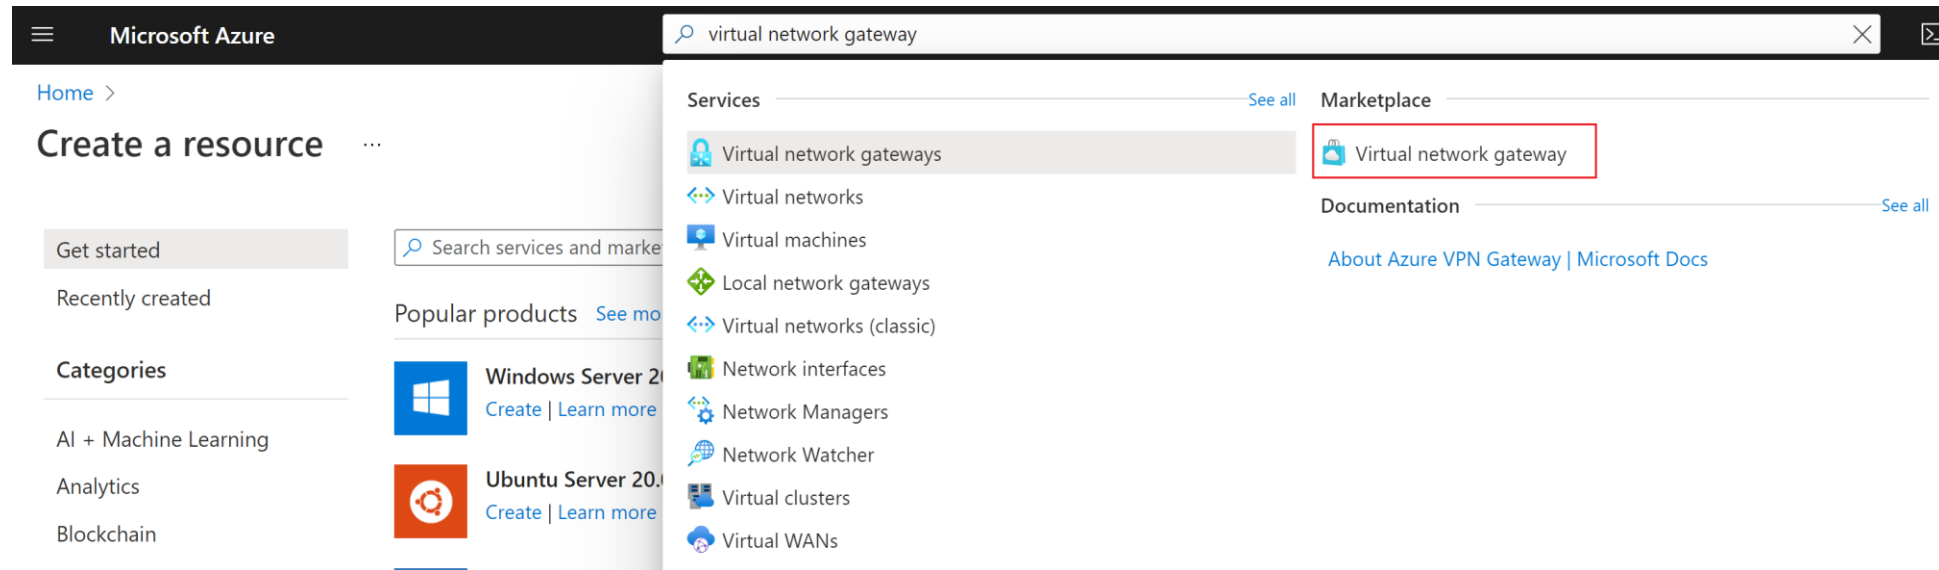 Microsoft Azure
virtual network gateway
Home >
Create a resource ...
Get started
Recently created
Categories
AI + Machine Learning
Analytics
Blockchain
Search services and marke
Popular products See mo
Windows Server 20
Create | Learn more
Ubuntu Server 20.
Create | Learn more
Services See all
Virtual network gateways
Virtual networks
Virtual machines
Local network gateways
Virtual networks (classic)
Network interfaces
Network Managers
Network Watcher
Virtual clusters
Virtual WANs
Marketplace
Virtual network gateway
Documentation See all
About Azure VPN Gateway | Microsoft Docs